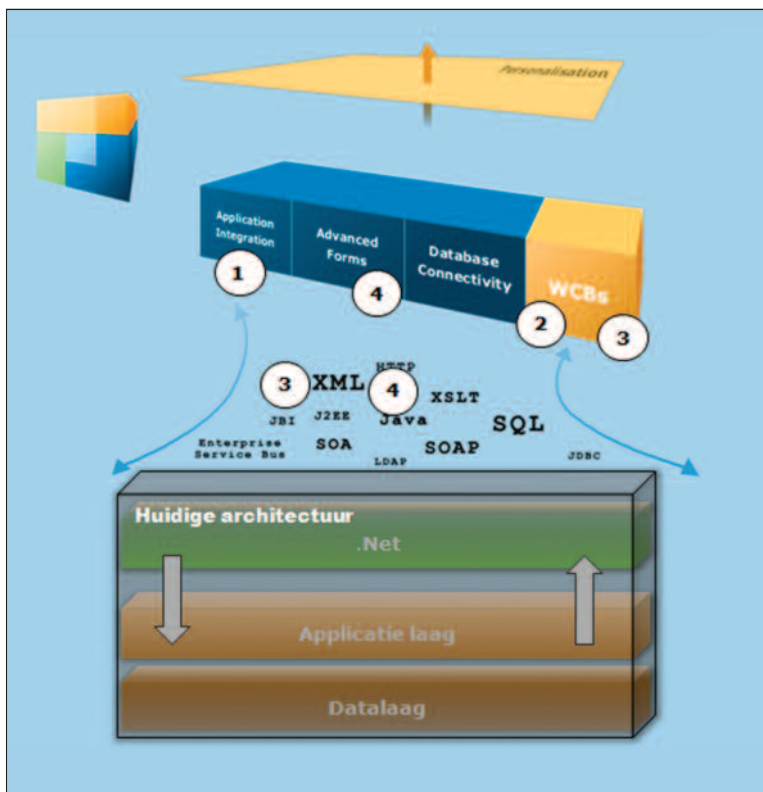 Personalisation
Application
Integration
Advanced
Forms
Database
Connectivity
WCBs
1
4
2
3
3
XML
HTTP
4
XSLT
JBI
J2EE
Java
SQL
Enterprise
Service Bus
SOA
SOAP
LDAP
JDBC
Huidige architectuur
.Net
Applicatie laag
Datalaag